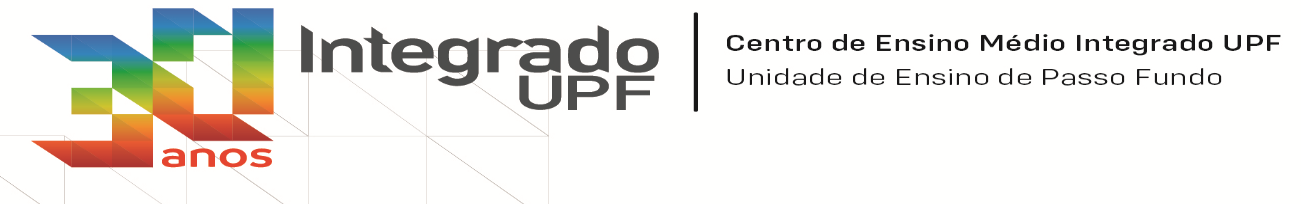 30
anos
Integrado
UPF
Centro de Ensino Médio Integrado UPF
Unidade de Ensino de Passo Fundo